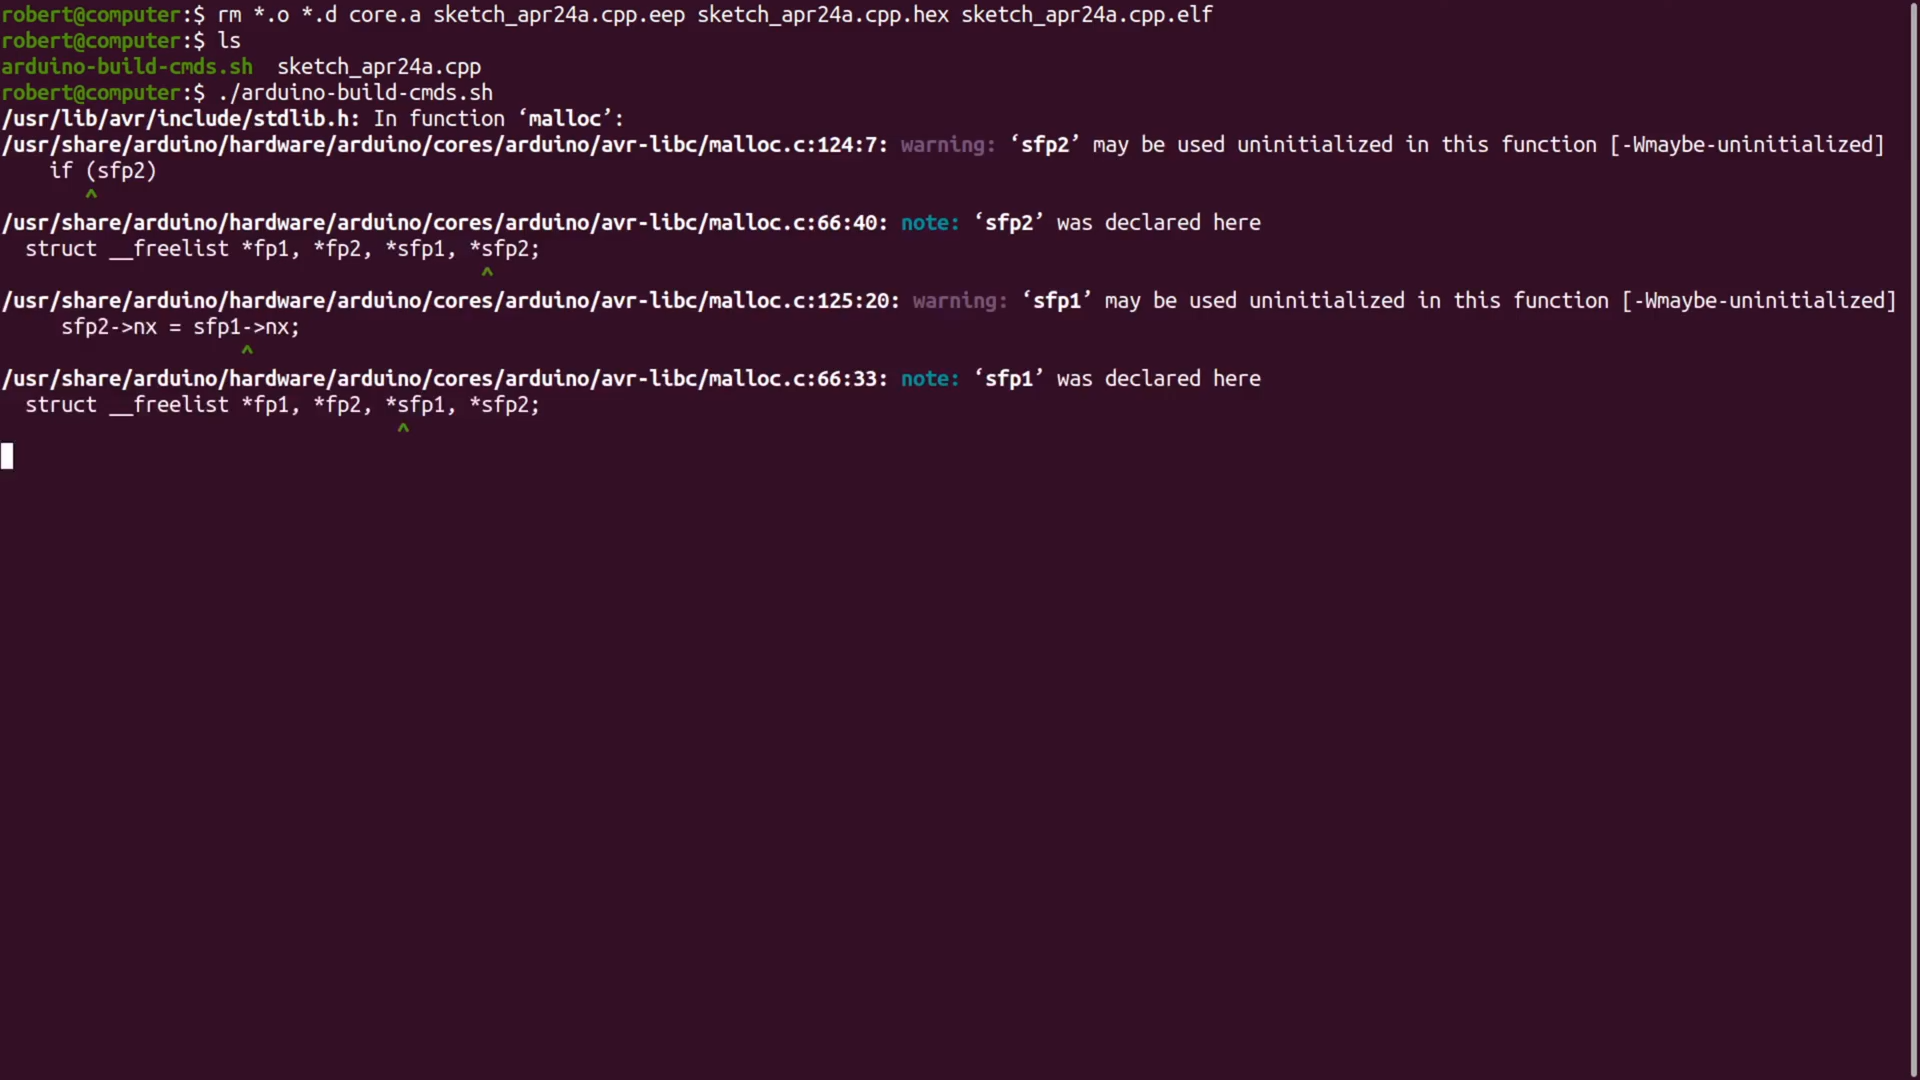 robert@computer:$ rm *.o *.d core.a sketch_apr24a.cpp.eep sketch_apr24a.cpp.hex sketch_apr24a.cpp.elf
robert@computer:$ ls
arduino-build-cmds.sh  sketch_apr24a.cpp
robert@computer:$ ./arduino-build-cmds.sh
/usr/lib/avr/include/stdlib.h: In function ‘malloc’:
/usr/share/arduino/hardware/arduino/cores/arduino/avr-libc/malloc.c:124:7: warning: ‘sfp2’ may be used uninitialized in this function [-Wmaybe-uninitialized]
    if (sfp2)
       ^
/usr/share/arduino/hardware/arduino/cores/arduino/avr-libc/malloc.c:66:40: note: ‘sfp2’ was declared here
  struct __freelist *fp1, *fp2, *sfp1, *sfp2;
                                        ^
/usr/share/arduino/hardware/arduino/cores/arduino/avr-libc/malloc.c:125:20: warning: ‘sfp1’ may be used uninitialized in this function [-Wmaybe-uninitialized]
     sfp2->nx = sfp1->nx;
                    ^
/usr/share/arduino/hardware/arduino/cores/arduino/avr-libc/malloc.c:66:33: note: ‘sfp1’ was declared here
  struct __freelist *fp1, *fp2, *sfp1, *sfp2;
                                 ^